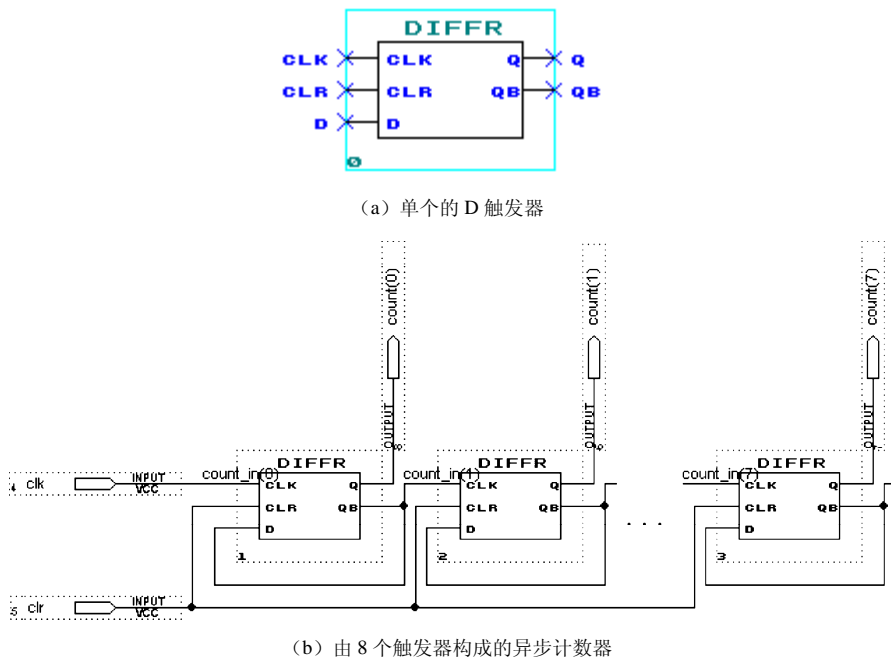 DIFFR
CLK CLK Q Q
CLR CLR QB QB
D D
0
（a）单个的 D 触发器
count(0) count(1) count(7)
OUTPUT OUTPUT OUTPUT
DIFFR DIFFR DIFFR
4 clk INPUT VCC count_in(0) CLK Q count_in(1) CLK Q count_in(7) CLK Q
CLR QB CLR QB CLR QB
D D . . . D
1 2 3
5 clr INPUT VCC
（b）由 8 个触发器构成的异步计数器